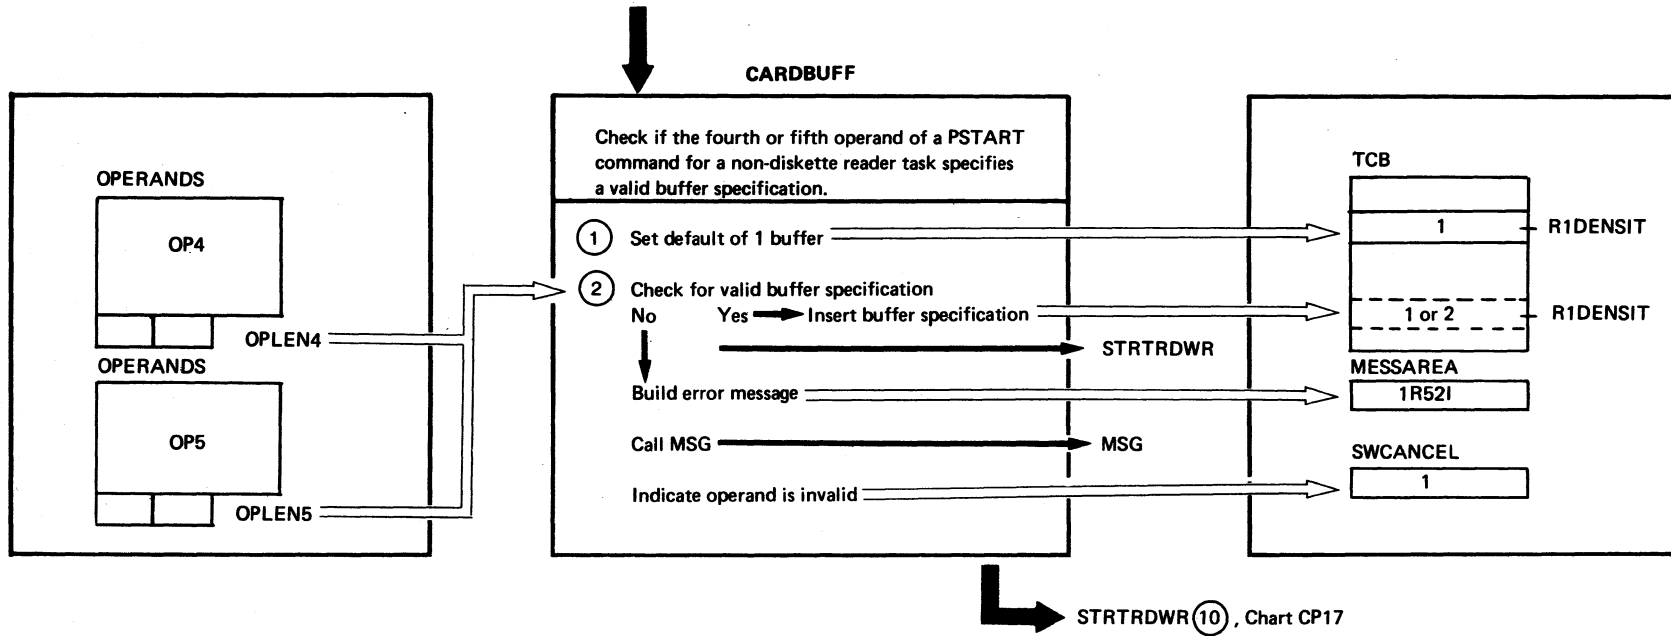 CARDBUFF
Check if the fourth or fifth operand of a PSTART
command for a non-diskette reader task specifies
a valid buffer specification.
OPERANDS
OP4
OPLEN4
OPERANDS
OP5
OPLEN5
1 Set default of 1 buffer
2 Check for valid buffer specification
No Yes Insert buffer specification
STRTRDWR
Build error message
Call MSG MSG
Indicate operand is invalid
TCB
1 R1DENSIT
1 or 2 R1DENSIT
MESSAREA
1R52I
SWCANCEL
1
STRTRDWR 10 , Chart CP17